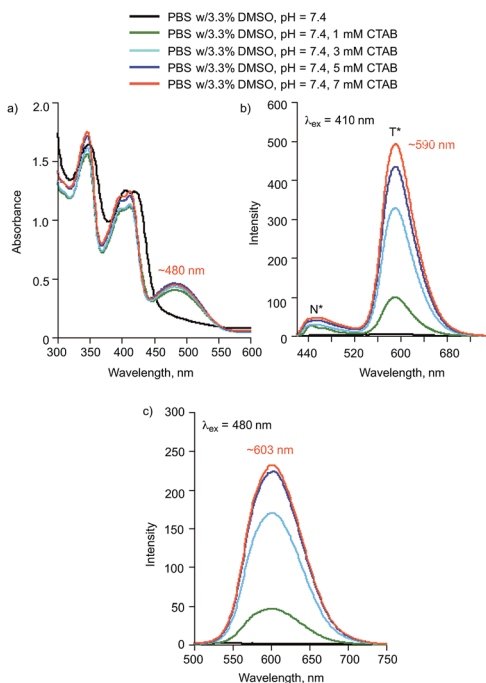 PBS w/3.3% DMSO, pH = 7.4
PBS w/3.3% DMSO, pH = 7.4, 1 mM CTAB
PBS w/3.3% DMSO, pH = 7.4, 3 mM CTAB
PBS w/3.3% DMSO, pH = 7.4, 5 mM CTAB
PBS w/3.3% DMSO, pH = 7.4, 7 mM CTAB
a)
2.0
1.5
1.0
0.5
0
Absorbance
~480 nm
300 350 400 450 500 550 600
Wavelength, nm
b)
600
500
400
300
200
100
0
Intensity
λex = 410 nm
T*
~590 nm
N*
440 520 600 680
Wavelength, nm
c)
300
250
200
150
100
50
0
Intensity
λex = 480 nm
~603 nm
500 550 600 650 700 750
Wavelength, nm